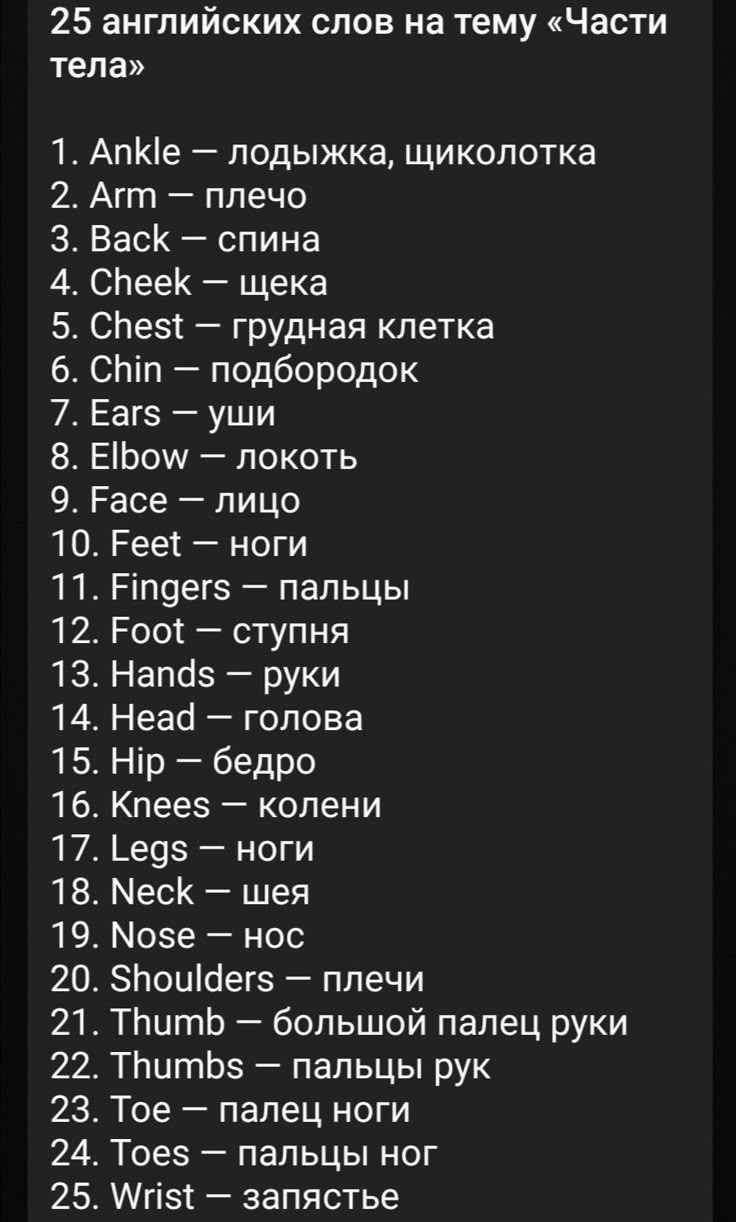 25 английских слов на тему «Части
тела»
1. Ankle — лодыжка, щиколотка
2. Arm — плечо
3. Back — спина
4. Cheek — щека
5. Chest — грудная клетка
6. Chin — подбородок
7. Ears — уши
8. Elbow — локоть
9. Face — лицо
10. Feet — ноги
11. Fingers — пальцы
12. Foot — ступня
13. Hands — руки
14. Head — голова
15. Hip — бедро
16. Knees — колени
17. Legs — ноги
18. Neck — шея
19. Nose — нос
20. Shoulders — плечи
21. Thumb — большой палец руки
22. Thumbs — пальцы рук
23. Toe — палец ноги
24. Toes — пальцы ног
25. Wrist — запястье